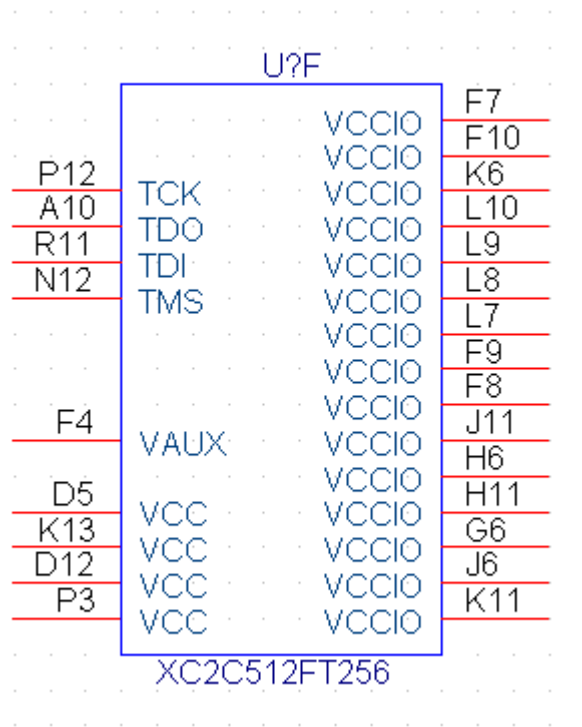 U?F
F7
VCCIO
F10
VCCIO
P12 TCK VCCIO K6
A10 TDO VCCIO L10
R11 TDI VCCIO L9
N12 TMS VCCIO L8
VCCIO L7
VCCIO F9
VCCIO F8
F4 VAUX VCCIO J11
VCCIO H6
D5 VCC VCCIO H11
K13 VCC VCCIO G6
D12 VCC VCCIO J6
P3 VCC VCCIO K11
XC2C512FT256